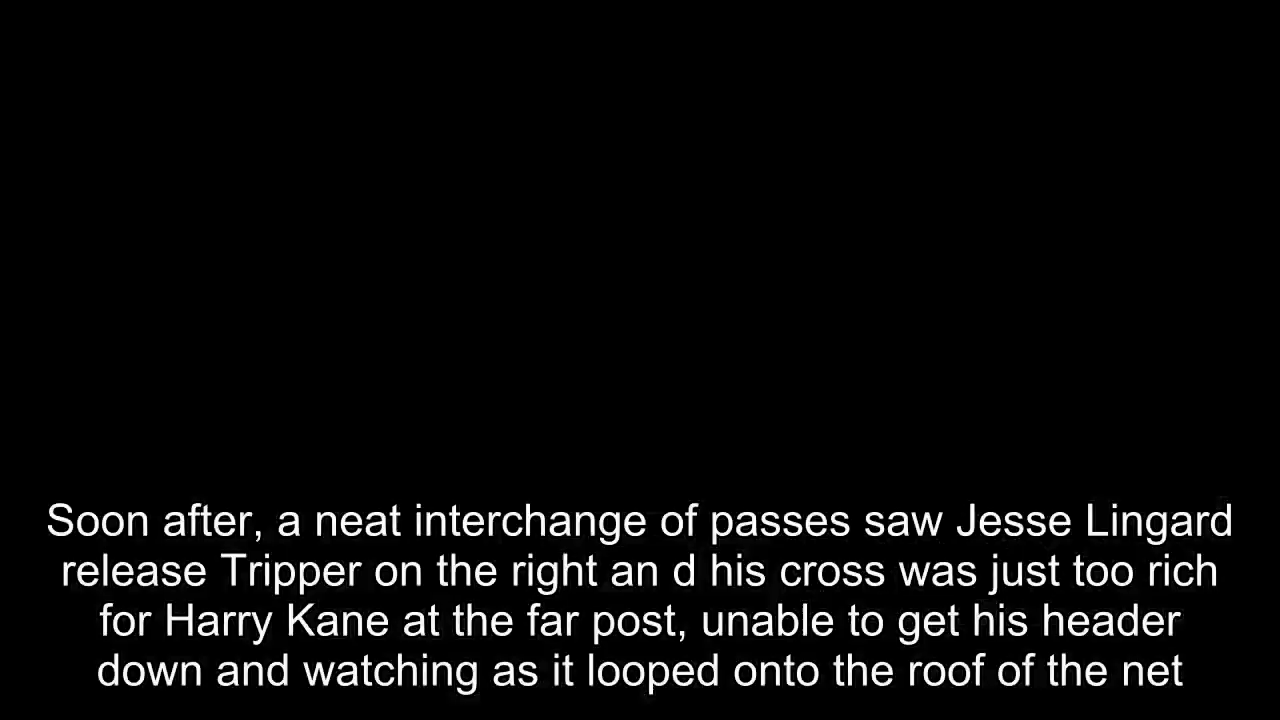 Soon after, a neat interchange of passes saw Jesse Lingard
release Tripper on the right an d his cross was just too rich
for Harry Kane at the far post, unable to get his header
down and watching as it looped onto the roof of the net